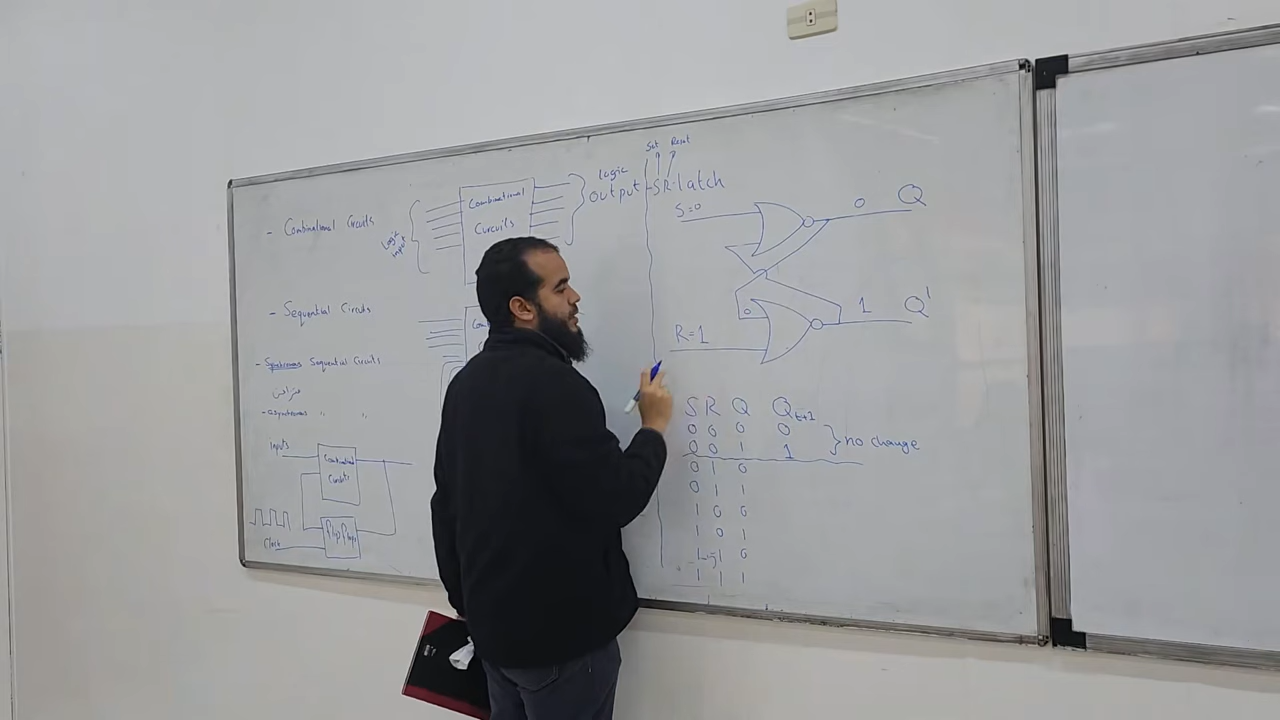 - Combinational Circuits
Logic
input
Combinational
Circuits
Logic
output
- Sequential Circuits
- Synchronous Sequential Circuits
متزامن
- asynchronous " "
inputs
Combinational
Circuits
flip flops
Clock
Set Reset
-SR-latch
S=0
0 Q
R=1
0
1 Q'
S R Q Qt+1
0 0 0 0
0 0 1 1
} no change
0 1 0
0 1 1
1 0 0
1 0 1
1 1 0
1 1 1